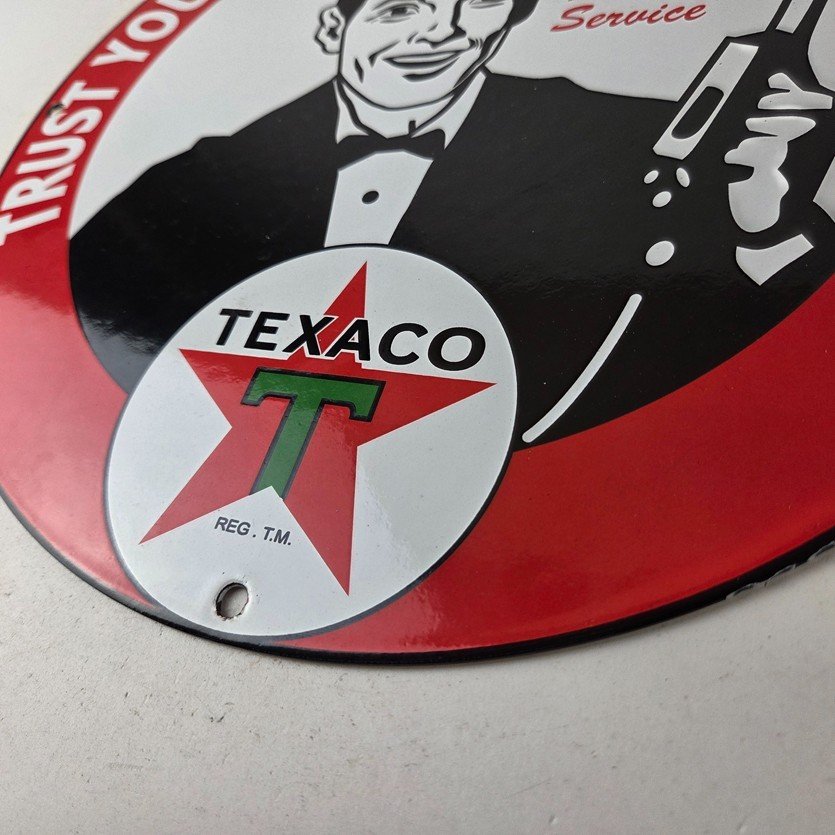 TRUST YOU
Service
TEXACO
T
REG . T.M.